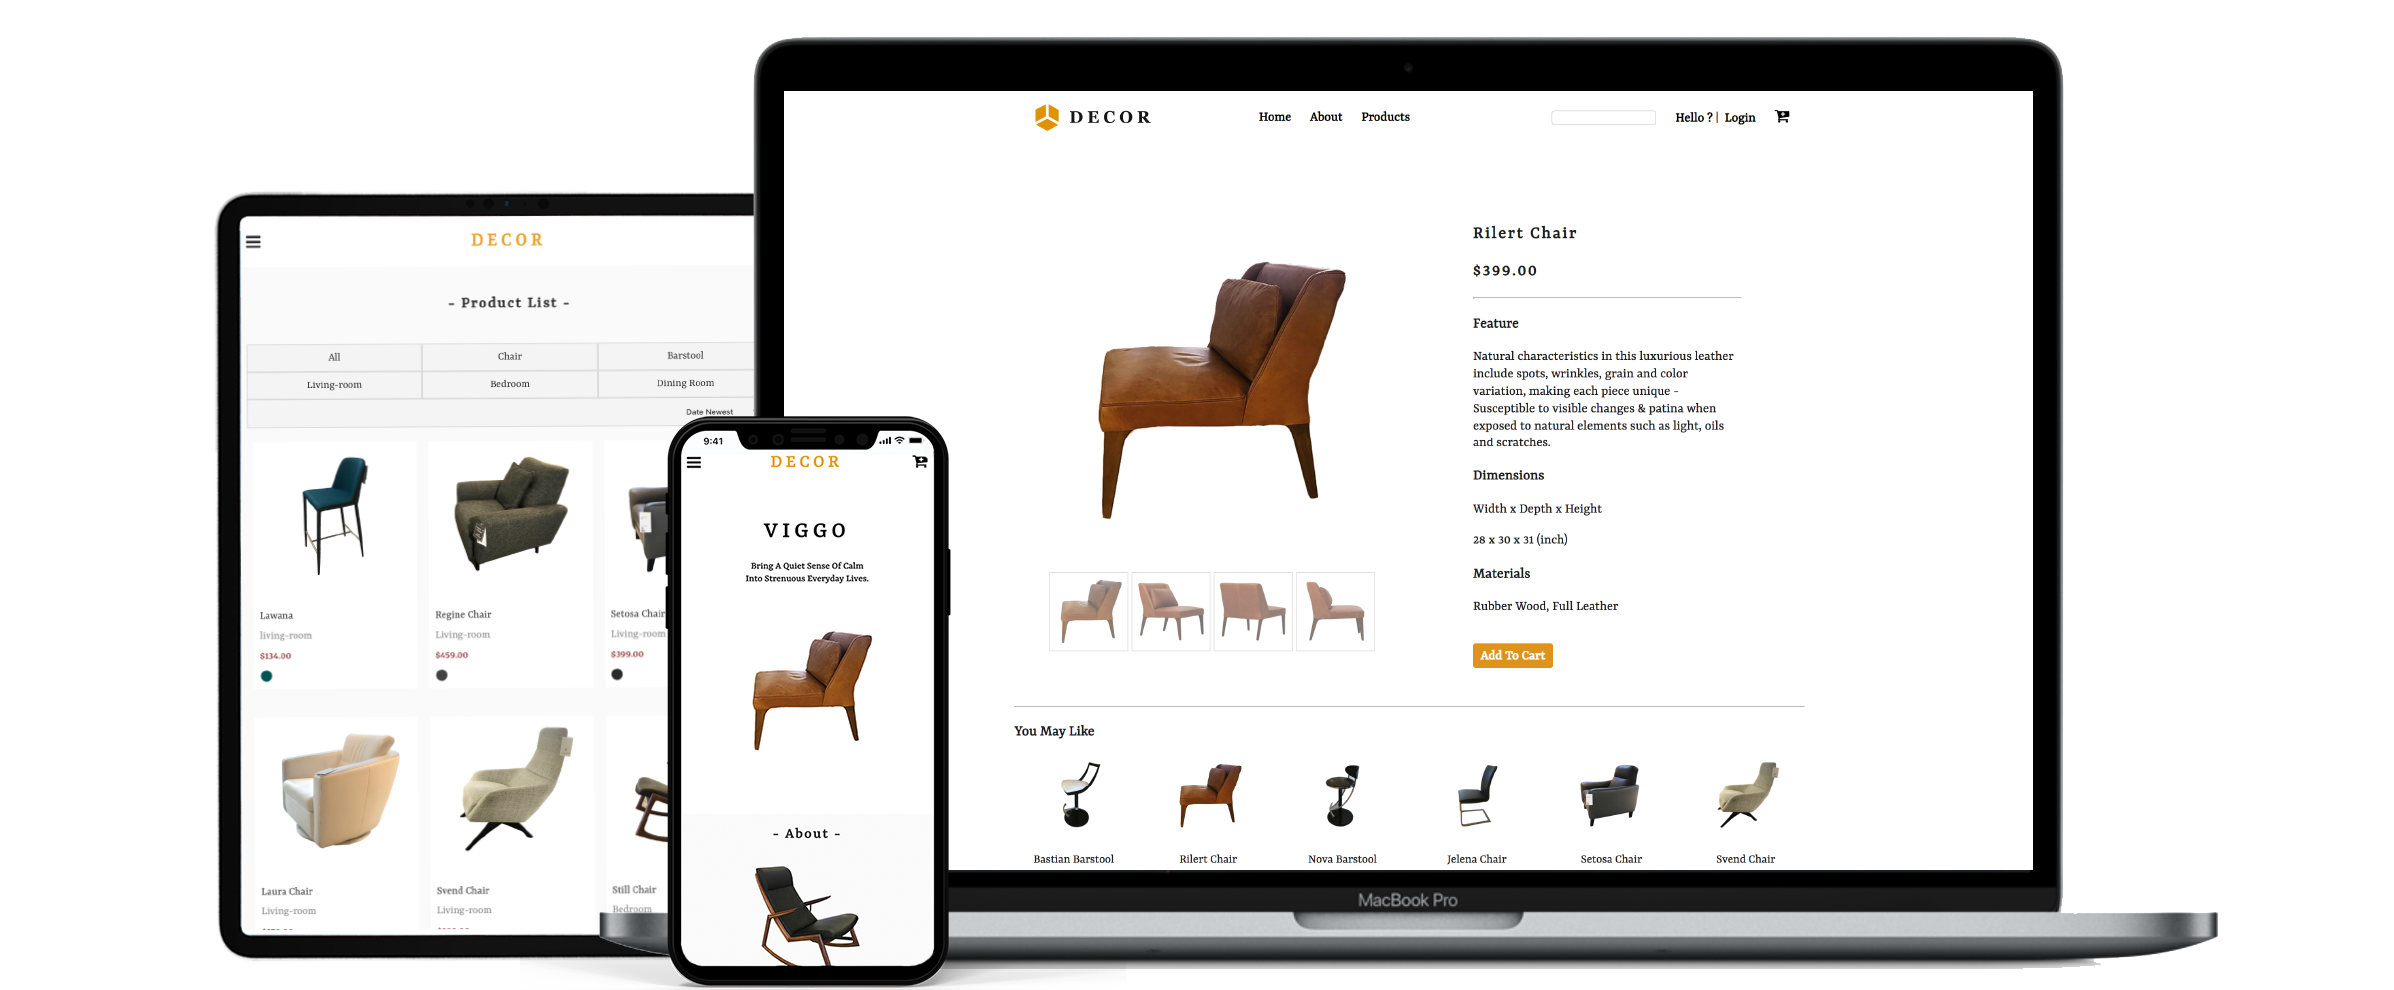 DECOR
Home About Products
Hello ? | Login
Rilert Chair
$399.00
Feature
Natural characteristics in this luxurious leather
include spots, wrinkles, grain and color
variation, making each piece unique -
Susceptible to visible changes & patina when
exposed to natural elements such as light, oils
and scratches.
Dimensions
Width x Depth x Height
28 x 30 x 31 (inch)
Materials
Rubber Wood, Full Leather
Add To Cart
You May Like
Bastian Barstool
Rilert Chair
Nova Barstool
Jelena Chair
Setosa Chair
Svend Chair
MacBook Pro
DECOR
- Product List -
All Chair Barstool
Living-room Bedroom Dining Room
Date Newest
Lawana
living-room
$134.00
Regine Chair
Living-room
$459.00
Setosa Chair
Living-room
$399.00
Laura Chair
Living-room
Svend Chair
Living-room
Still Chair
Bedroom
9:41
DECOR
VIGGO
Bring A Quiet Sense Of Calm
Into Strenuous Everyday Lives.
- About -